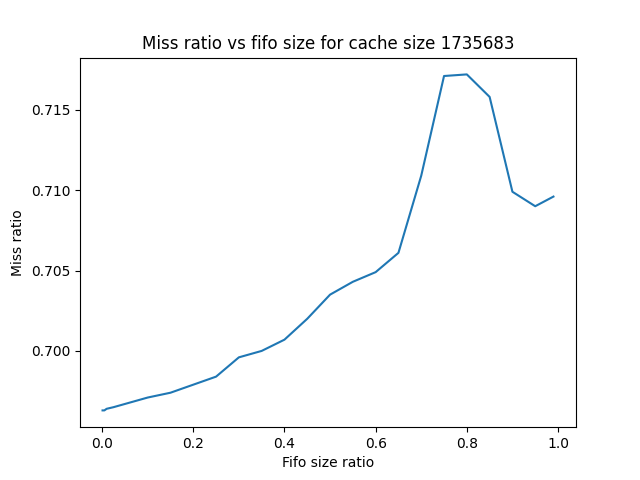 Miss ratio vs fifo size for cache size 1735683
0.715
0.710
0.705
0.700
Miss ratio
0.0 0.2 0.4 0.6 0.8 1.0
Fifo size ratio